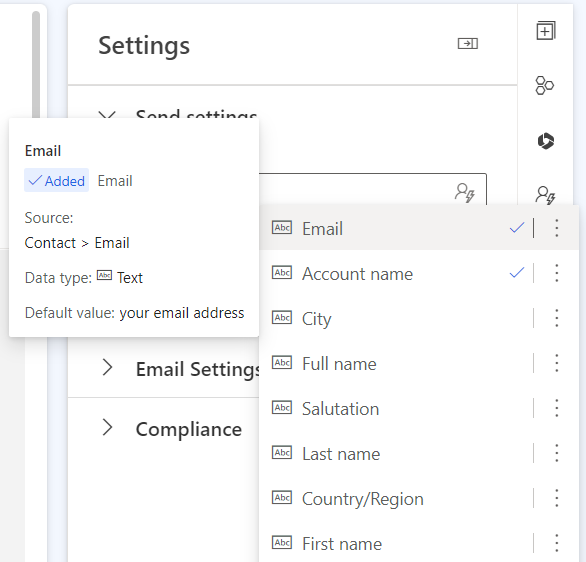 Settings
Send settings
Email
Added Email
Source:
Contact > Email
Data type: Abc Text
Default value: your email address
Email Settings
Compliance
Abc Email
Abc Account name
Abc City
Abc Full name
Abc Salutation
Abc Last name
Abc Country/Region
Abc First name